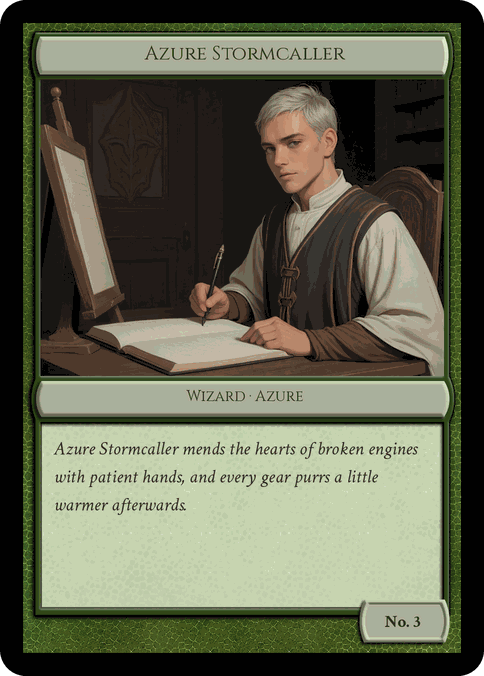 Azure Stormcaller
Wizard · Azure
Azure Stormcaller mends the hearts of broken engines
with patient hands, and every gear purrs a little
warmer afterwards.
No. 3